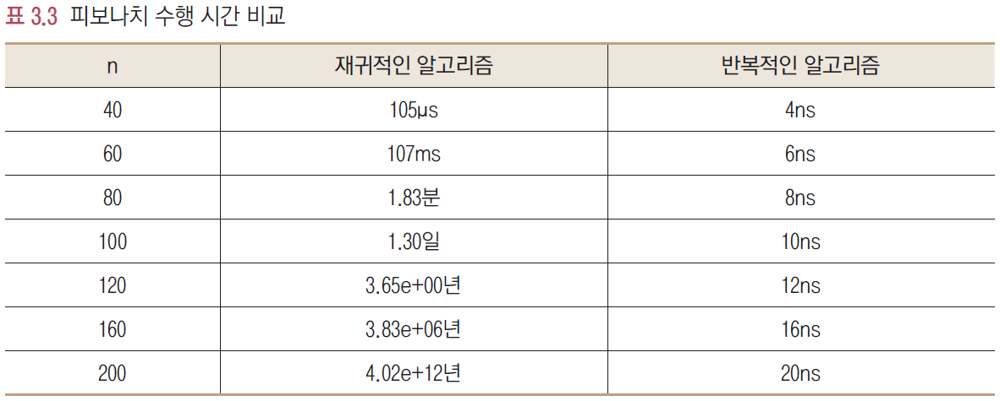 표 3.3 피보나치 수행 시간 비교
n 재귀적인 알고리즘 반복적인 알고리즘
40 105μs 4ns
60 107ms 6ns
80 1.83분 8ns
100 1.30일 10ns
120 3.65e+00년 12ns
160 3.83e+06년 16ns
200 4.02e+12년 20ns